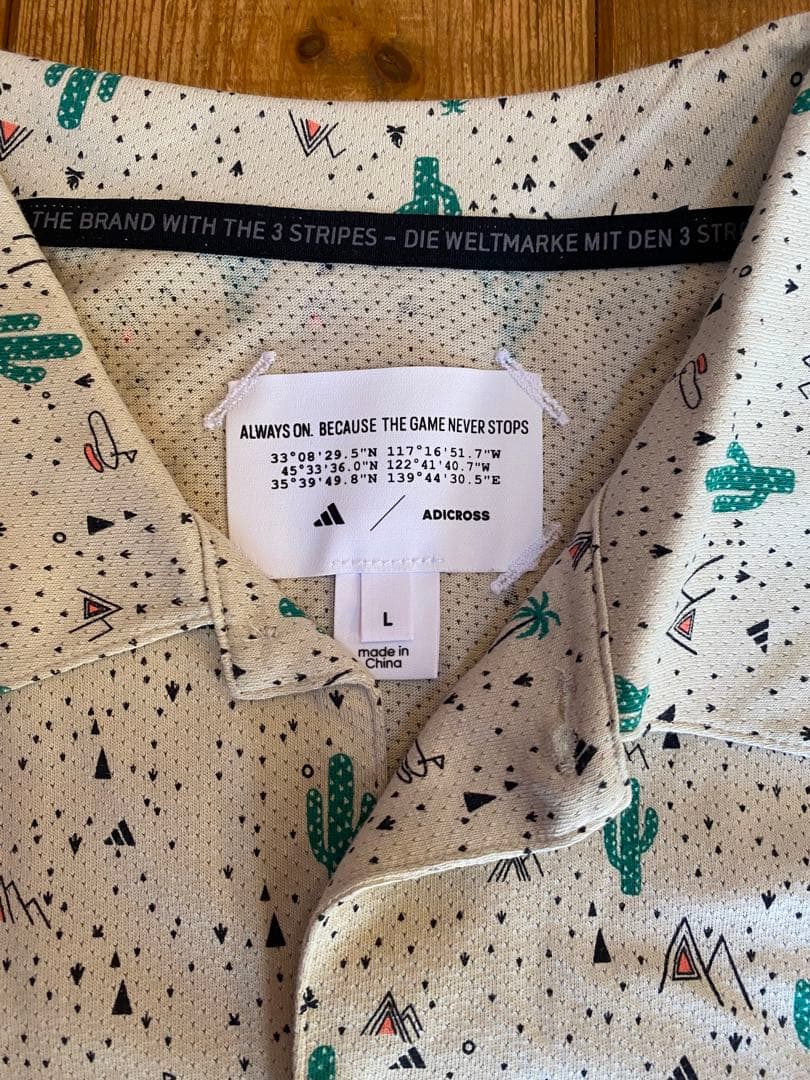 THE BRAND WITH THE 3 STRIPES – DIE WELTMARKE MIT DEN 3 STR
ALWAYS ON. BECAUSE THE GAME NEVER STOPS
33°08'29.5"N 117°16'51.7"W
45°33'36.0"N 122°41'40.7"W
35°39'49.8"N 139°44'30.5"E
ADICROSS
L
made in
China